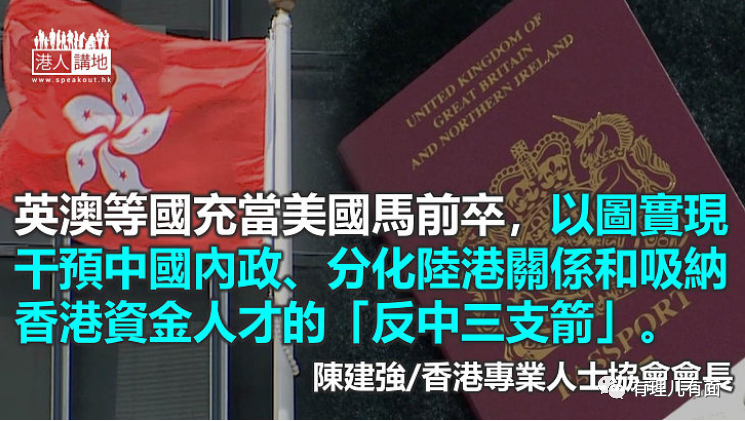 港人講地
www.speakout.hk
UNITED KINGDOM OF
GREAT BRITAIN
AND NORTHERN IRELAND
英澳等國充當美國馬前卒，以圖實現
干預中國內政、分化陸港關係和吸納
香港資金人才的「反中三支箭」。
PASSPORT
陳建強/香港專業人士協會會長
有理儿有面